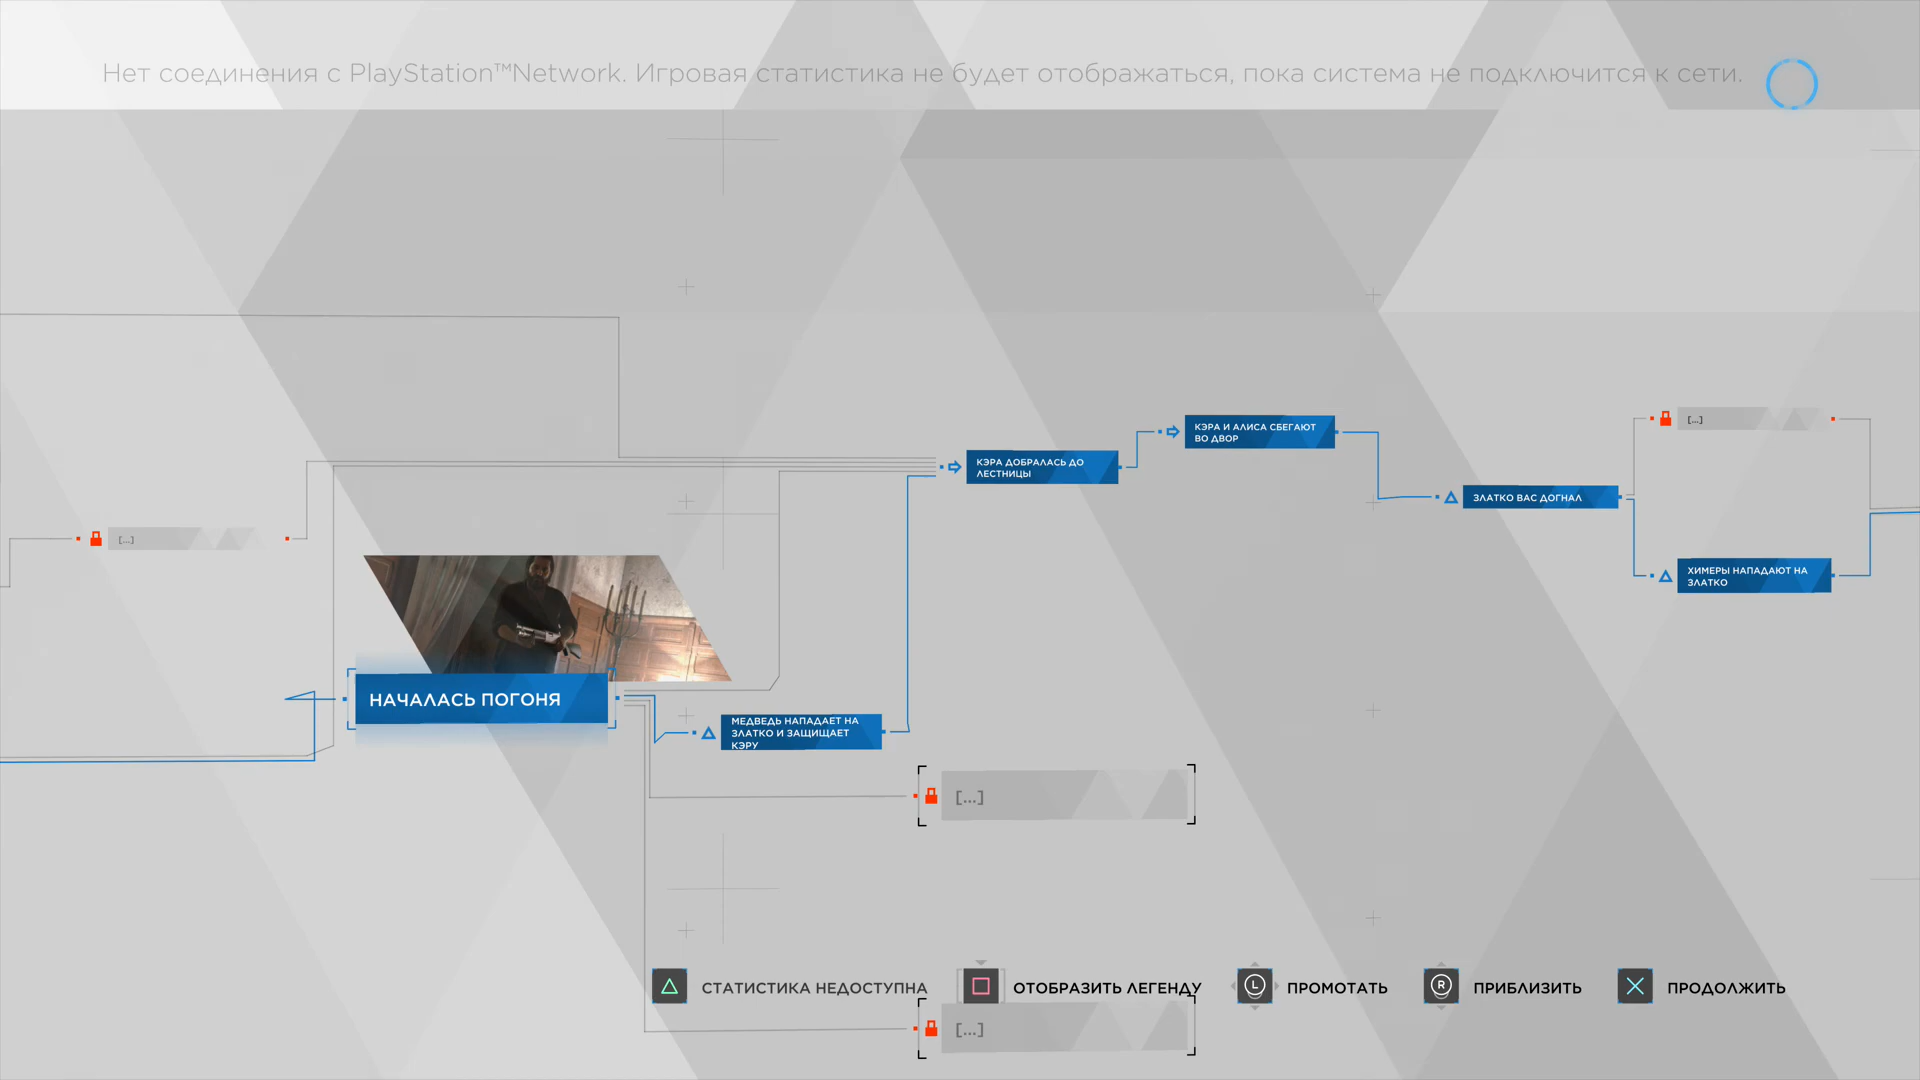 Нет соединения с PlayStation™Network. Игровая статистика не будет отображаться, пока система не подключится к сети.
[...]
КЭРА И АЛИСА СБЕГАЮТ
ВО ДВОР
КЭРА ДОБРАЛАСЬ ДО
ЛЕСТНИЦЫ
ЗЛАТКО ВАС ДОГНАЛ
[...]
ХИМЕРЫ НАПАДАЮТ НА
ЗЛАТКО
НАЧАЛАСЬ ПОГОНЯ
МЕДВЕДЬ НАПАДАЕТ НА
ЗЛАТКО И ЗАЩИЩАЕТ
КЭРУ
[...]
СТАТИСТИКА НЕДОСТУПНА
ОТОБРАЗИТЬ ЛЕГЕНДУ
L
ПРОМОТАТЬ
R
ПРИБЛИЗИТЬ
ПРОДОЛЖИТЬ
[...]